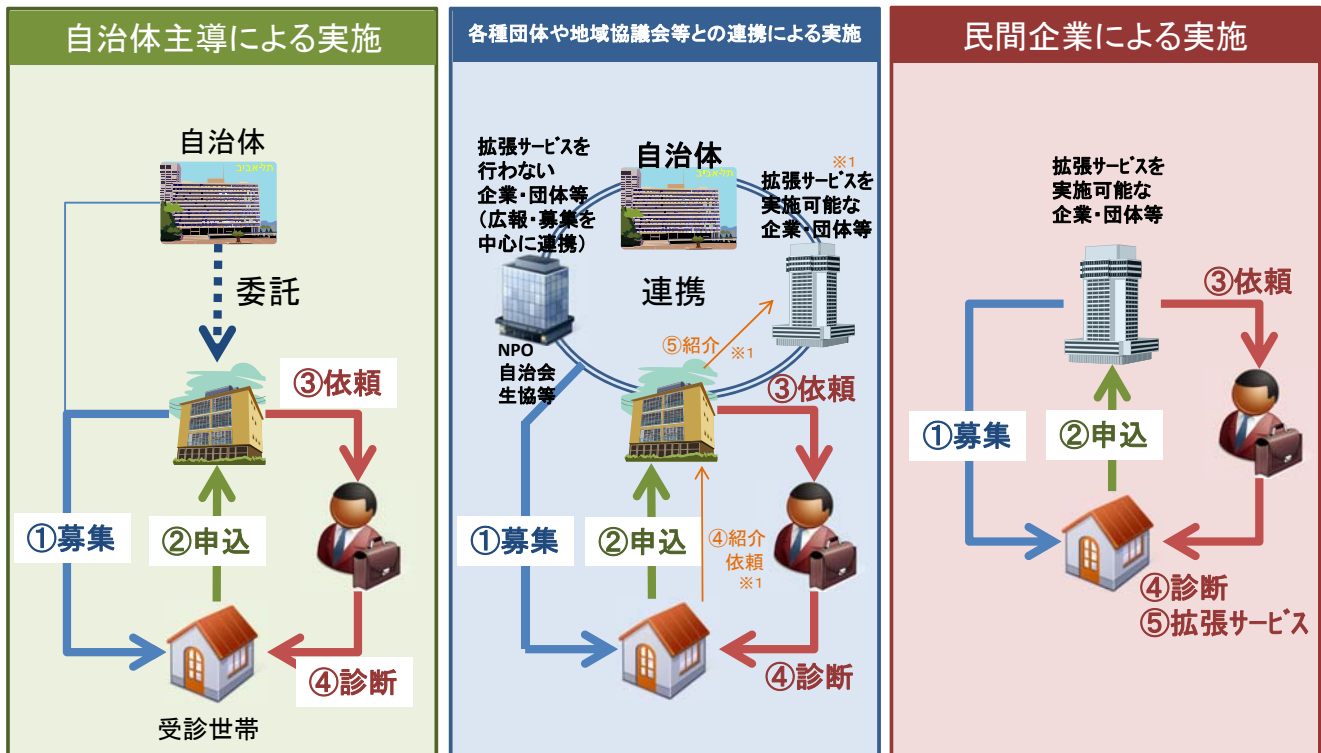 自治体主導による実施
自治体
委託
③依頼
①募集
②申込
④診断
受診世帯
各種団体や地域協議会等との連携による実施
拡張サービスを
行わない
企業・団体等
(広報・募集を
中心に連携)
自治体
※1
拡張サービスを
実施可能な
企業・団体等
連携
⑤紹介
※1
NPO
自治会
生協等
③依頼
①募集
②申込
④紹介
依頼
※1
④診断
民間企業による実施
拡張サービスを
実施可能な
企業・団体等
③依頼
①募集
②申込
④診断
⑤拡張サービス